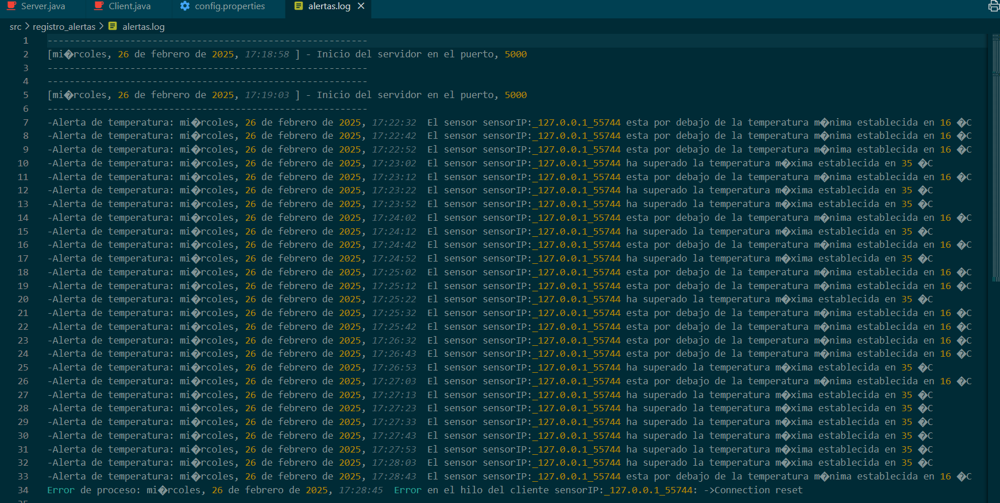 Server.java Client.java config.properties alertas.log
src > registro_alertas > alertas.log
1 ----------------------------------------------------------
2 [mi�rcoles, 26 de febrero de 2025, 17:18:58 ] - Inicio del servidor en el puerto, 5000
3 ----------------------------------------------------------
4 ----------------------------------------------------------
5 [mi�rcoles, 26 de febrero de 2025, 17:19:03 ] - Inicio del servidor en el puerto, 5000
6 ----------------------------------------------------------
7 -Alerta de temperatura: mi�rcoles, 26 de febrero de 2025, 17:22:32  El sensor sensorIP:_127.0.0.1_55744 esta por debajo de la temperatura m�nima establecida en 16 �C
8 -Alerta de temperatura: mi�rcoles, 26 de febrero de 2025, 17:22:42  El sensor sensorIP:_127.0.0.1_55744 esta por debajo de la temperatura m�nima establecida en 16 �C
9 -Alerta de temperatura: mi�rcoles, 26 de febrero de 2025, 17:22:52  El sensor sensorIP:_127.0.0.1_55744 esta por debajo de la temperatura m�nima establecida en 16 �C
10 -Alerta de temperatura: mi�rcoles, 26 de febrero de 2025, 17:23:02  El sensor sensorIP:_127.0.0.1_55744 ha superado la temperatura m�xima establecida en 35 �C
11 -Alerta de temperatura: mi�rcoles, 26 de febrero de 2025, 17:23:12  El sensor sensorIP:_127.0.0.1_55744 esta por debajo de la temperatura m�nima establecida en 16 �C
12 -Alerta de temperatura: mi�rcoles, 26 de febrero de 2025, 17:23:22  El sensor sensorIP:_127.0.0.1_55744 ha superado la temperatura m�xima establecida en 35 �C
13 -Alerta de temperatura: mi�rcoles, 26 de febrero de 2025, 17:23:52  El sensor sensorIP:_127.0.0.1_55744 ha superado la temperatura m�xima establecida en 35 �C
14 -Alerta de temperatura: mi�rcoles, 26 de febrero de 2025, 17:24:02  El sensor sensorIP:_127.0.0.1_55744 esta por debajo de la temperatura m�nima establecida en 16 �C
15 -Alerta de temperatura: mi�rcoles, 26 de febrero de 2025, 17:24:12  El sensor sensorIP:_127.0.0.1_55744 ha superado la temperatura m�xima establecida en 35 �C
16 -Alerta de temperatura: mi�rcoles, 26 de febrero de 2025, 17:24:42  El sensor sensorIP:_127.0.0.1_55744 esta por debajo de la temperatura m�nima establecida en 16 �C
17 -Alerta de temperatura: mi�rcoles, 26 de febrero de 2025, 17:24:52  El sensor sensorIP:_127.0.0.1_55744 ha superado la temperatura m�xima establecida en 35 �C
18 -Alerta de temperatura: mi�rcoles, 26 de febrero de 2025, 17:25:02  El sensor sensorIP:_127.0.0.1_55744 esta por debajo de la temperatura m�nima establecida en 16 �C
19 -Alerta de temperatura: mi�rcoles, 26 de febrero de 2025, 17:25:12  El sensor sensorIP:_127.0.0.1_55744 esta por debajo de la temperatura m�nima establecida en 16 �C
20 -Alerta de temperatura: mi�rcoles, 26 de febrero de 2025, 17:25:22  El sensor sensorIP:_127.0.0.1_55744 ha superado la temperatura m�xima establecida en 35 �C
21 -Alerta de temperatura: mi�rcoles, 26 de febrero de 2025, 17:25:32  El sensor sensorIP:_127.0.0.1_55744 esta por debajo de la temperatura m�nima establecida en 16 �C
22 -Alerta de temperatura: mi�rcoles, 26 de febrero de 2025, 17:25:42  El sensor sensorIP:_127.0.0.1_55744 esta por debajo de la temperatura m�nima establecida en 16 �C
23 -Alerta de temperatura: mi�rcoles, 26 de febrero de 2025, 17:26:32  El sensor sensorIP:_127.0.0.1_55744 esta por debajo de la temperatura m�nima establecida en 16 �C
24 -Alerta de temperatura: mi�rcoles, 26 de febrero de 2025, 17:26:43  El sensor sensorIP:_127.0.0.1_55744 esta por debajo de la temperatura m�nima establecida en 16 �C
25 -Alerta de temperatura: mi�rcoles, 26 de febrero de 2025, 17:26:53  El sensor sensorIP:_127.0.0.1_55744 ha superado la temperatura m�xima establecida en 35 �C
26 -Alerta de temperatura: mi�rcoles, 26 de febrero de 2025, 17:27:03  El sensor sensorIP:_127.0.0.1_55744 esta por debajo de la temperatura m�nima establecida en 16 �C
27 -Alerta de temperatura: mi�rcoles, 26 de febrero de 2025, 17:27:13  El sensor sensorIP:_127.0.0.1_55744 ha superado la temperatura m�xima establecida en 35 �C
28 -Alerta de temperatura: mi�rcoles, 26 de febrero de 2025, 17:27:23  El sensor sensorIP:_127.0.0.1_55744 ha superado la temperatura m�xima establecida en 35 �C
29 -Alerta de temperatura: mi�rcoles, 26 de febrero de 2025, 17:27:33  El sensor sensorIP:_127.0.0.1_55744 ha superado la temperatura m�xima establecida en 35 �C
30 -Alerta de temperatura: mi�rcoles, 26 de febrero de 2025, 17:27:43  El sensor sensorIP:_127.0.0.1_55744 ha superado la temperatura m�xima establecida en 35 �C
31 -Alerta de temperatura: mi�rcoles, 26 de febrero de 2025, 17:27:53  El sensor sensorIP:_127.0.0.1_55744 ha superado la temperatura m�xima establecida en 35 �C
32 -Alerta de temperatura: mi�rcoles, 26 de febrero de 2025, 17:28:03  El sensor sensorIP:_127.0.0.1_55744 ha superado la temperatura m�xima establecida en 35 �C
33 -Alerta de temperatura: mi�rcoles, 26 de febrero de 2025, 17:28:43  El sensor sensorIP:_127.0.0.1_55744 esta por debajo de la temperatura m�nima establecida en 16 �C
34 Error de proceso: mi�rcoles, 26 de febrero de 2025, 17:28:45  Error en el hilo del cliente sensorIP:_127.0.0.1_55744: ->Connection reset